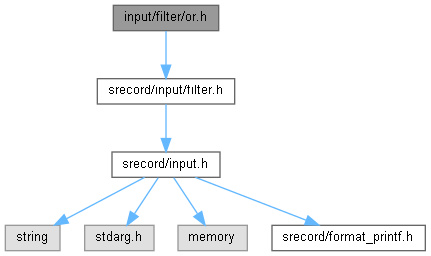 input/filter/or.h
srecord/input/filter.h
srecord/input.h
string
stdarg.h
memory
srecord/format_printf.h